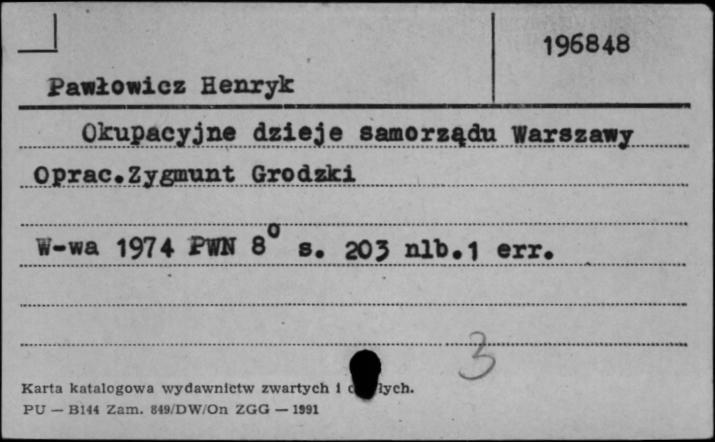 196848
Pawłowicz Henryk
Okupacyjne dzieje samorządu Warszawy
Oprac.Zygmunt Grodzki
W-wa 1974 PWN 8⁰ s. 203 nlb.1 err.
3
Karta katalogowa wydawnictw zwartych i
PU — B144 Zam. 849/DW/On ZGG — 1991